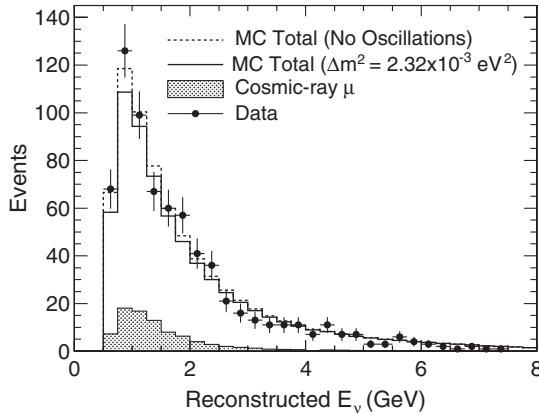 140
120
100
80
60
40
20
0
Events
MC Total (No Oscillations)
MC Total (Δm² = 2.32x10⁻³ eV²)
Cosmic-ray μ
Data
0 2 4 6 8
Reconstructed E_ν (GeV)